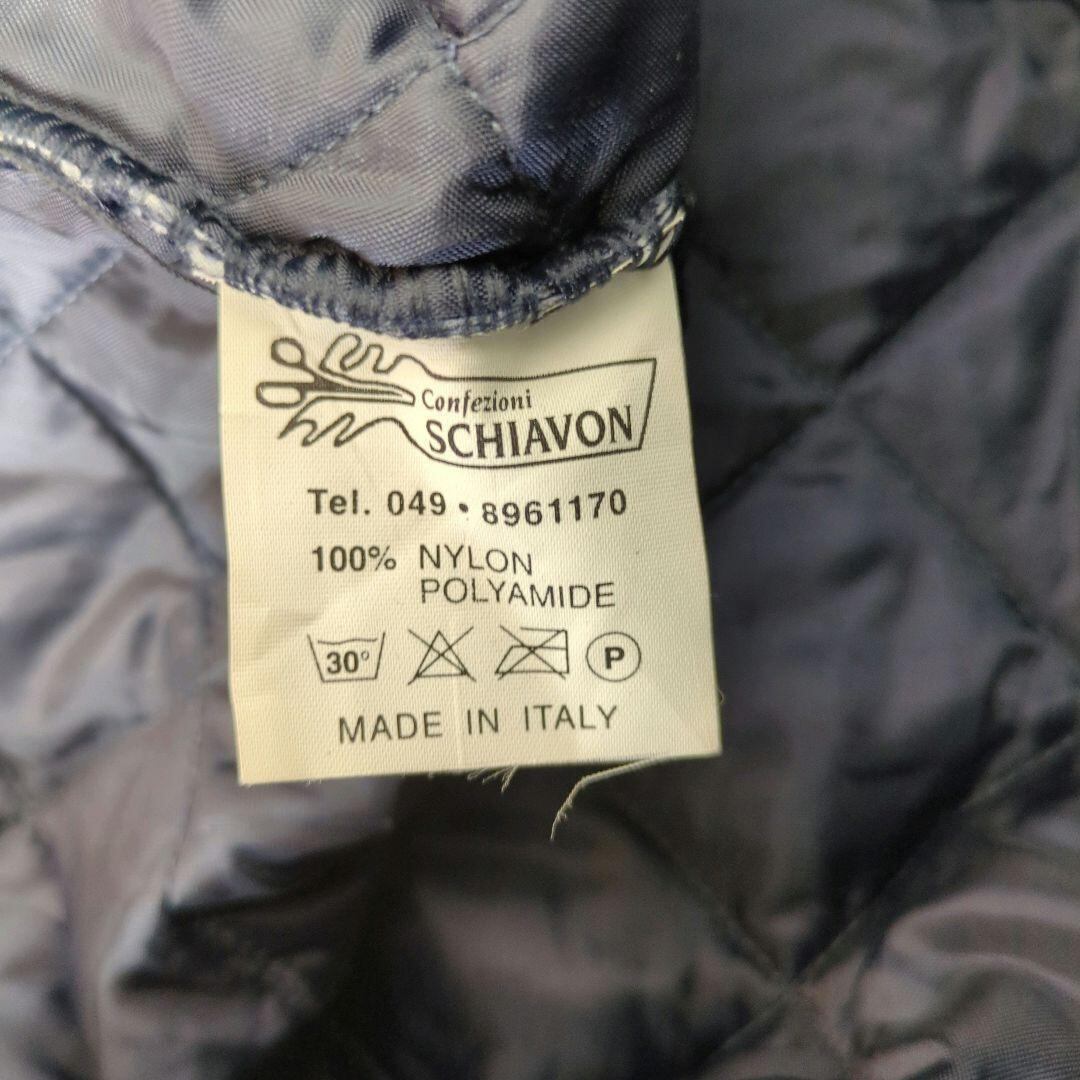 Confezioni
SCHIAVON
Tel. 049 • 8961170
100% NYLON
POLYAMIDE
30°
P
MADE IN ITALY